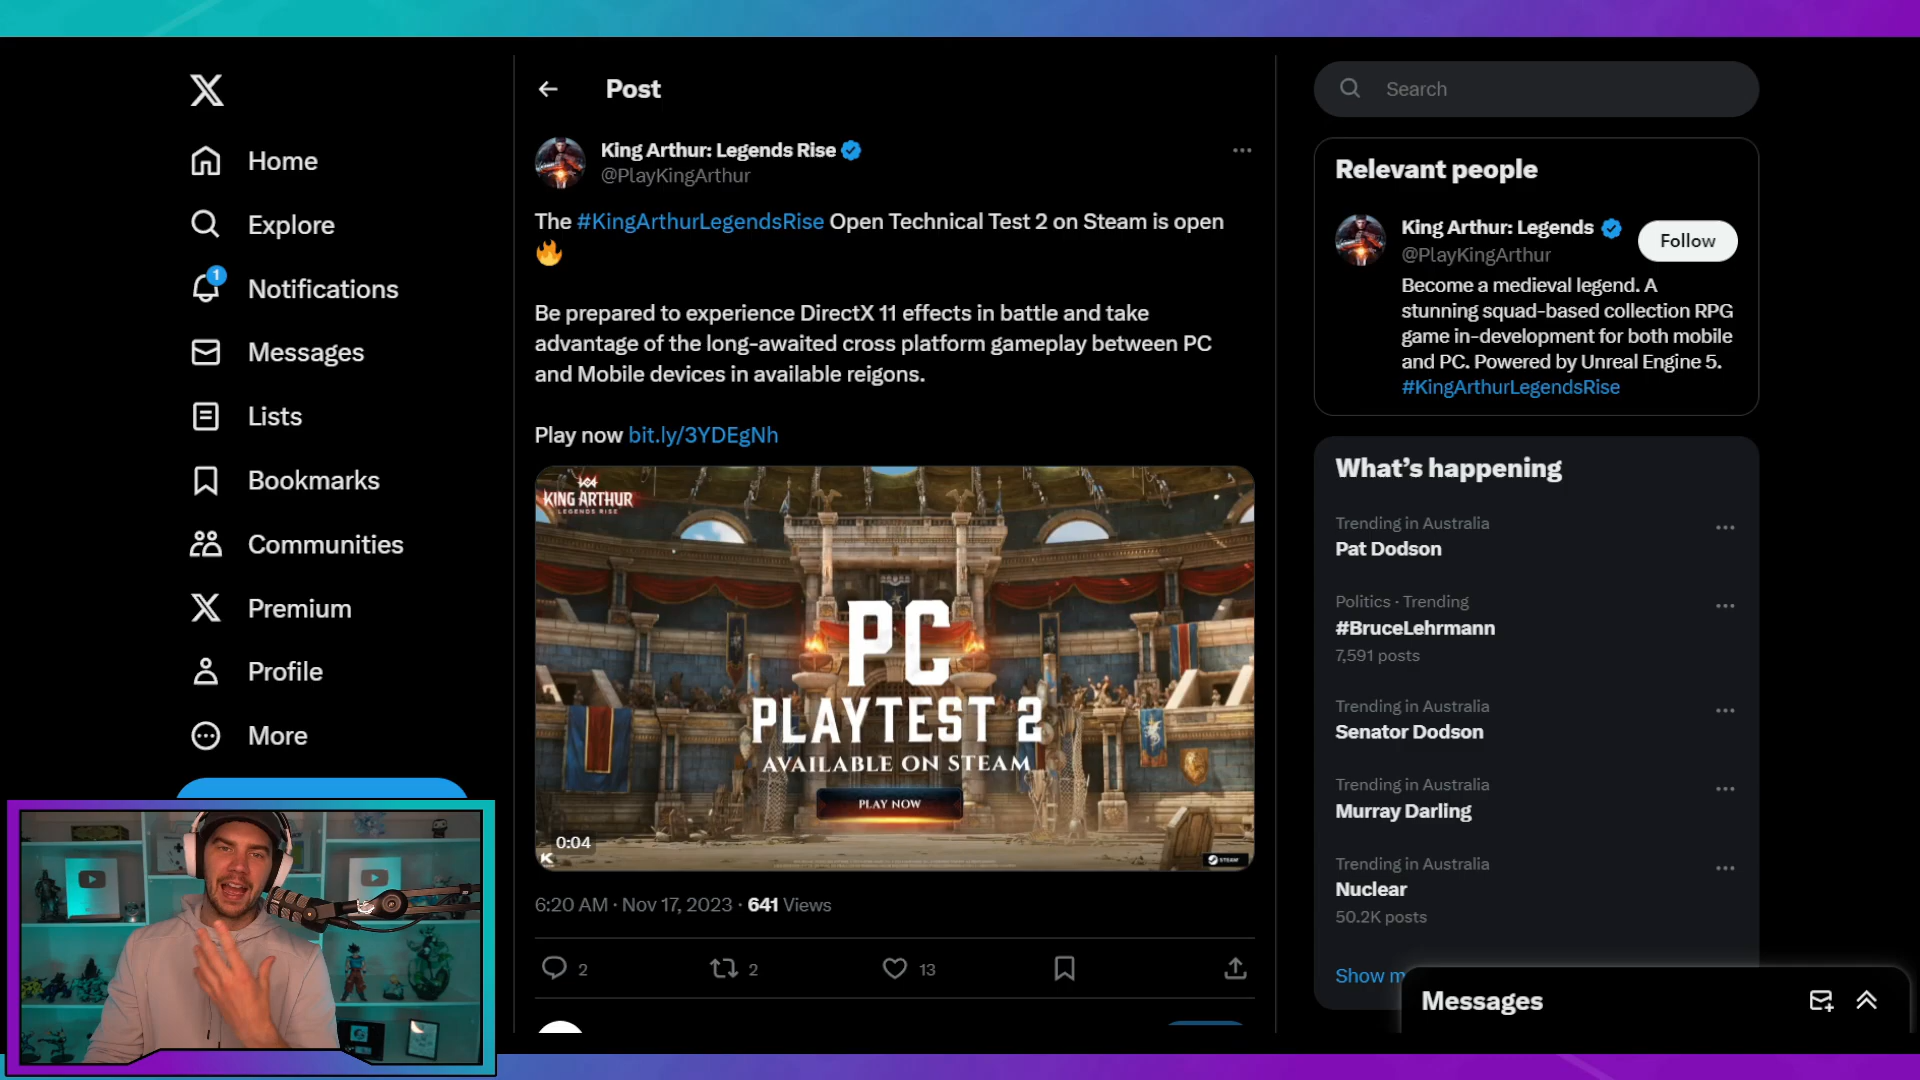 Home
Explore
1
Notifications
Messages
Lists
Bookmarks
Communities
Premium
Profile
More
Post
King Arthur: Legends Rise
@PlayKingArthur
The #KingArthurLegendsRise Open Technical Test 2 on Steam is open
Be prepared to experience DirectX 11 effects in battle and take
advantage of the long-awaited cross platform gameplay between PC
and Mobile devices in available reigons.
Play now bit.ly/3YDEgNh
KING ARTHUR
LEGENDS RISE
PC
PLAYTEST 2
AVAILABLE ON STEAM
PLAY NOW
0:04
STEAM
6:20 AM · Nov 17, 2023 · 641 Views
2
2
13
Search
Relevant people
King Arthur: Legends
@PlayKingArthur
Follow
Become a medieval legend. A
stunning squad-based collection RPG
game in-development for both mobile
and PC. Powered by Unreal Engine 5.
#KingArthurLegendsRise
What's happening
Trending in Australia
Pat Dodson
Politics · Trending
#BruceLehrmann
7,591 posts
Trending in Australia
Senator Dodson
Trending in Australia
Murray Darling
Trending in Australia
Nuclear
50.2K posts
Show m
Messages